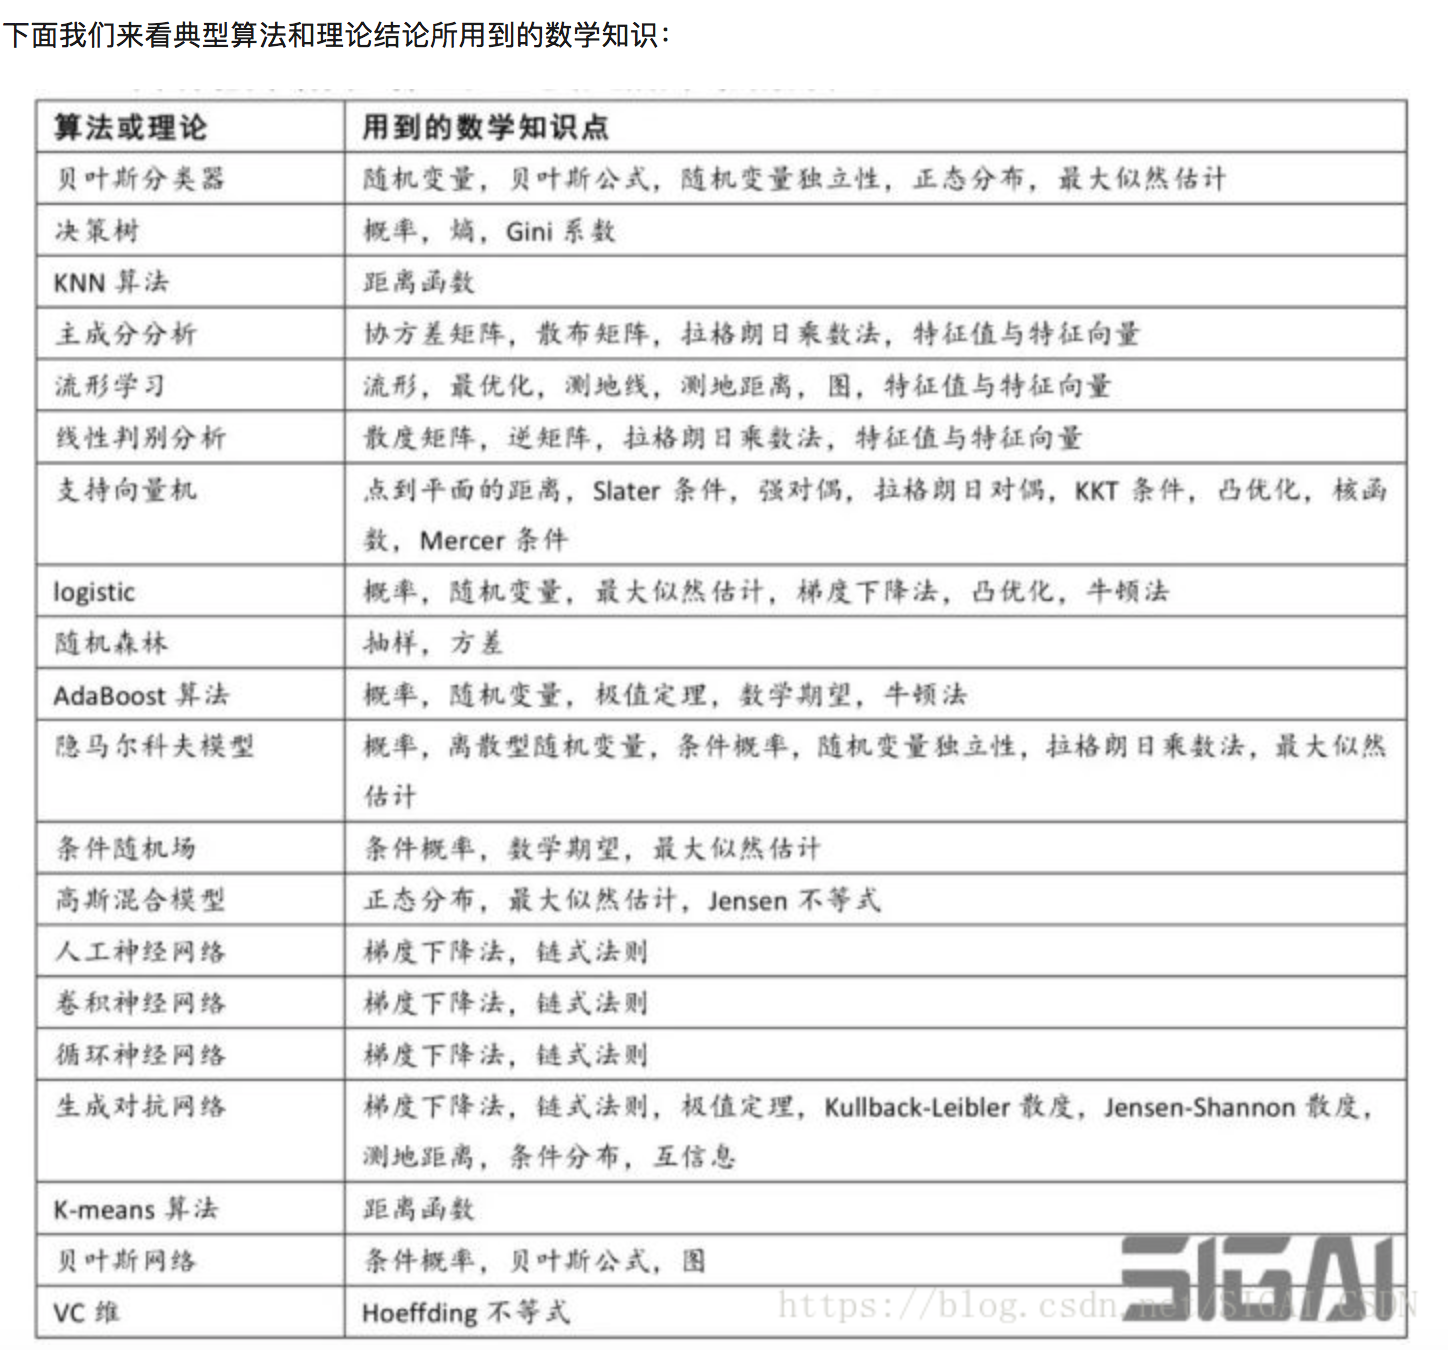 下面我们来看典型算法和理论结论所用到的数学知识：
算法或理论 用到的数学知识点
贝叶斯分类器 随机变量，贝叶斯公式，随机变量独立性，正态分布，最大似然估计
决策树 概率，熵，Gini 系数
KNN 算法 距离函数
主成分分析 协方差矩阵，散布矩阵，拉格朗日乘数法，特征值与特征向量
流形学习 流形，最优化，测地线，测地距离，图，特征值与特征向量
线性判别分析 散度矩阵，逆矩阵，拉格朗日乘数法，特征值与特征向量
支持向量机 点到平面的距离，Slater 条件，强对偶，拉格朗日对偶，KKT 条件，凸优化，核函
数，Mercer 条件
logistic 概率，随机变量，最大似然估计，梯度下降法，凸优化，牛顿法
随机森林 抽样，方差
AdaBoost 算法 概率，随机变量，极值定理，数学期望，牛顿法
隐马尔科夫模型 概率，离散型随机变量，条件概率，随机变量独立性，拉格朗日乘数法，最大似然
估计
条件随机场 条件概率，数学期望，最大似然估计
高斯混合模型 正态分布，最大似然估计，Jensen 不等式
人工神经网络 梯度下降法，链式法则
卷积神经网络 梯度下降法，链式法则
循环神经网络 梯度下降法，链式法则
生成对抗网络 梯度下降法，链式法则，极值定理，Kullback-Leibler 散度，Jensen-Shannon 散度，
测地距离，条件分布，互信息
K-means 算法 距离函数
贝叶斯网络 条件概率，贝叶斯公式，图
SIGAI
VC 维 Hoeffding 不等式
https://blog.csdn.net/SIGAI_CSDN